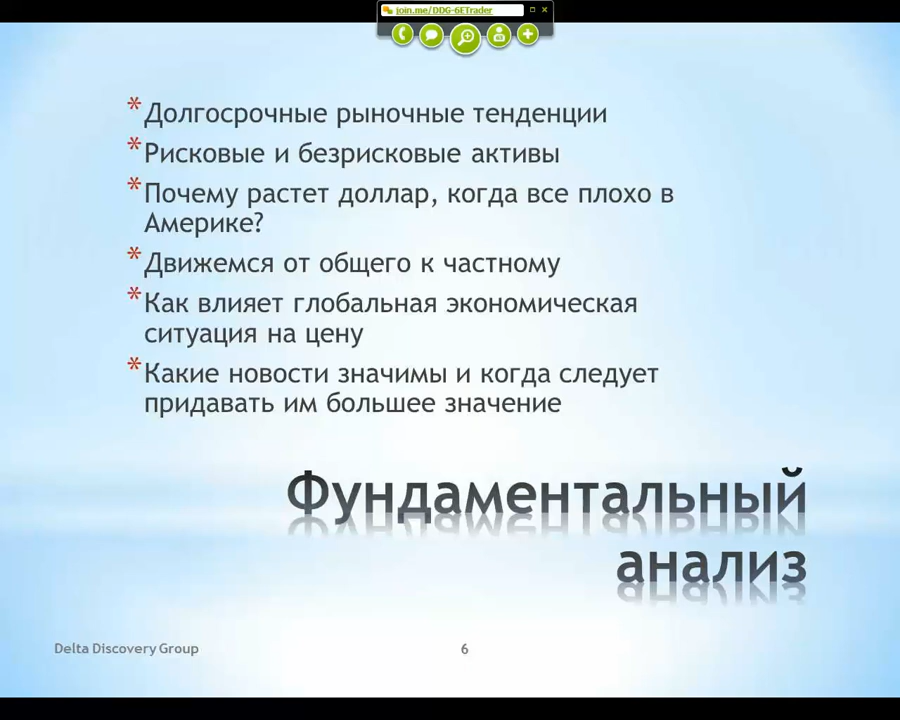 join.me/DDG-6ETrader
* Долгосрочные рыночные тенденции
* Рисковые и безрисковые активы
* Почему растет доллар, когда все плохо в
Америке?
* Движемся от общего к частному
* Как влияет глобальная экономическая
ситуация на цену
* Какие новости значимы и когда следует
придавать им большее значение
Фундаментальный
анализ
Delta Discovery Group
6